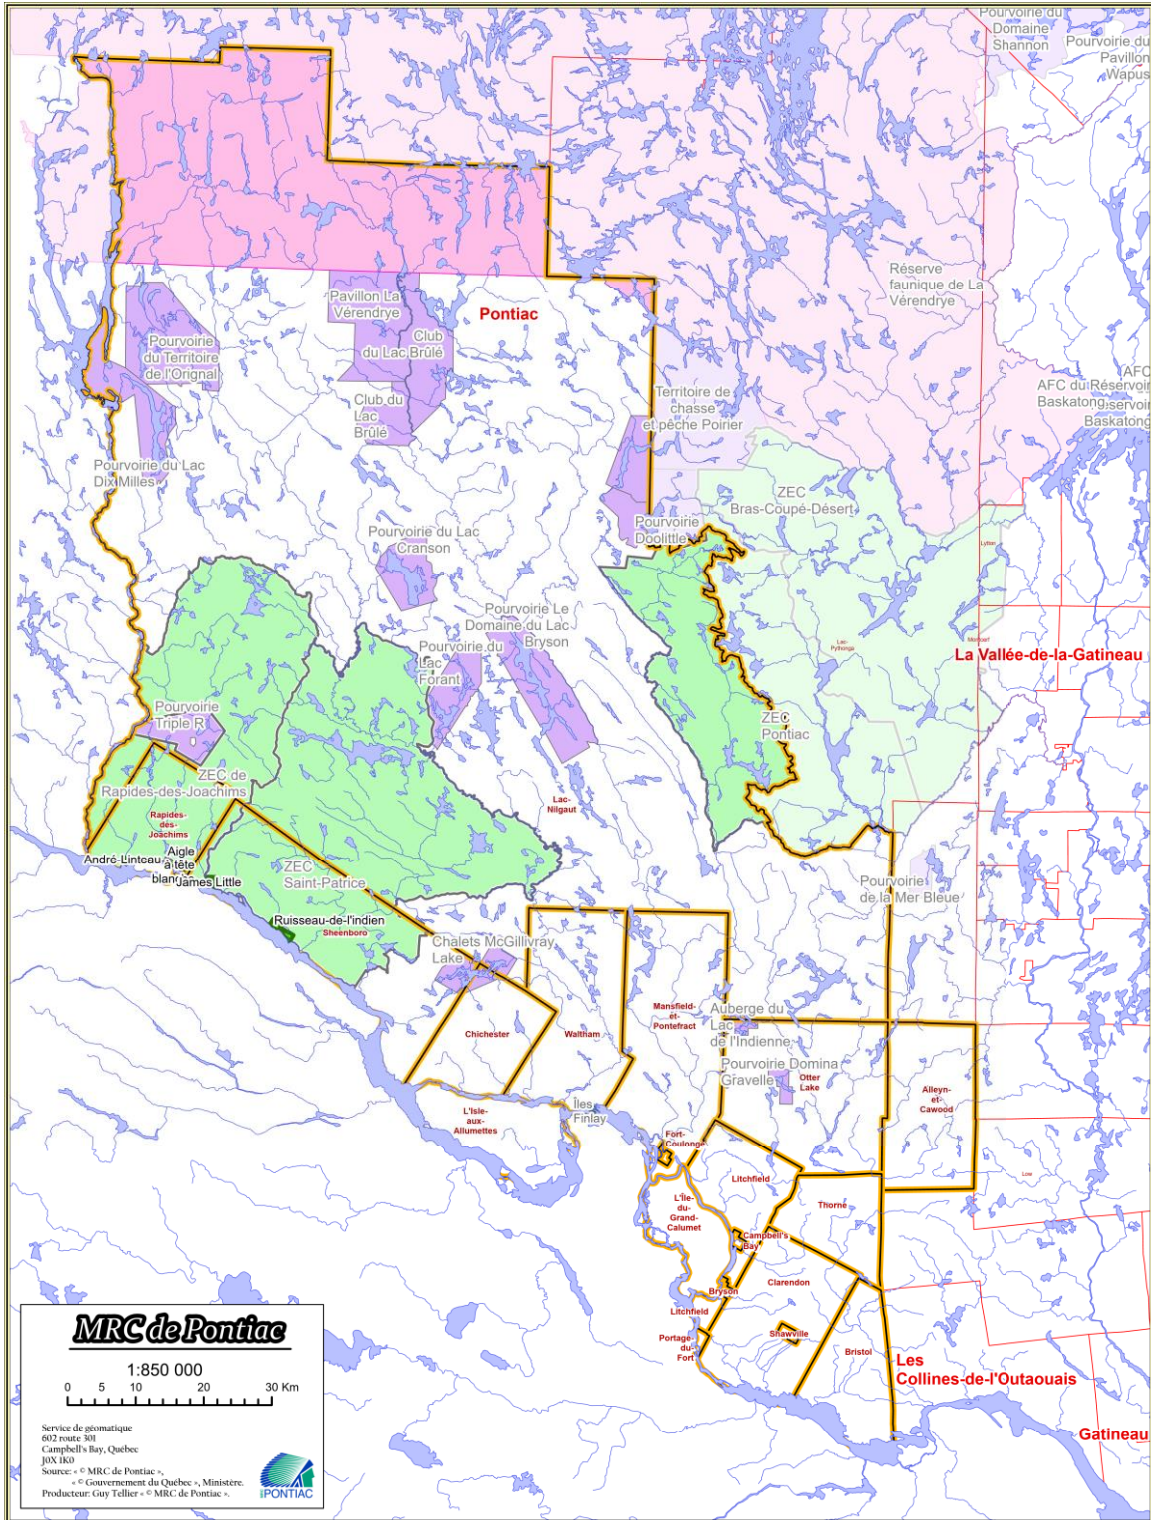 Pourvoirie du
Domaine
Shannon
Pourvoirie du
Pavillon
Wapus
Réserve
faunique de La
Vérendrye
Pavillon La
Vérendrye
Pontiac
Club
du Lac Brûlé
Pourvoirie
du Territoire
de l'Orignal
Club du
Lac
Brûlé
Territoire de
chasse
et pêche Poirier
AFC
AFC du Réservoir
Baskatong
servoir
Baskatong
Pourvoirie du Lac
Dix Milles
ZEC
Bras-Coupé-Désert
Pourvoirie
Doolittle
Pourvoirie du Lac
Cranson
Lytton
Pourvoirie Le
Domaine du Lac
Bryson
Pourvoirie du
Lac
Forant
Lac-
Pythonga
La Vallée-de-la-Gatineau
Pourvoirie
Triple R
ZEC
Pontiac
ZEC de
Rapides-des-Joachims
Lac-
Nilgaut
Rapides-
des-
Joachims
Aigle
à tête
André-Linteau
James Little
ZEC
Saint-Patrice
Pourvoirie
de la Mer Bleue
Ruisseau-de-l'indien
Sheenboro
Chalets McGillivray
Lake
Mansfield-
et-
Pontefract
Auberge du
Lac
de l'Indienne
Chichester
Waltham
Pourvoirie Domina
Gravelle
Otter
Lake
Alleyn-
et-
Cawood
Îles
Finlay
L'Isle-
aux-
Allumettes
Fort-
Coulonge
Litchfield
Low
L'Île-
du-
Grand-
Calumet
Thorne
Campbell's
Bay
Clarendon
Bryson
Litchfield
Shawville
Portage-
du-
Fort
Bristol
Les
Collines-de-l'Outaouais
Gatineau
MRC de Pontiac
1:850 000
0 5 10 20 30 Km
Service de géomatique
602 route 301
Campbell's Bay, Québec
J0X 1K0
Source: « © MRC de Pontiac »,
« © Gouvernement du Québec », Ministère.
Producteur: Guy Tellier « © MRC de Pontiac ».
iPONTIAC